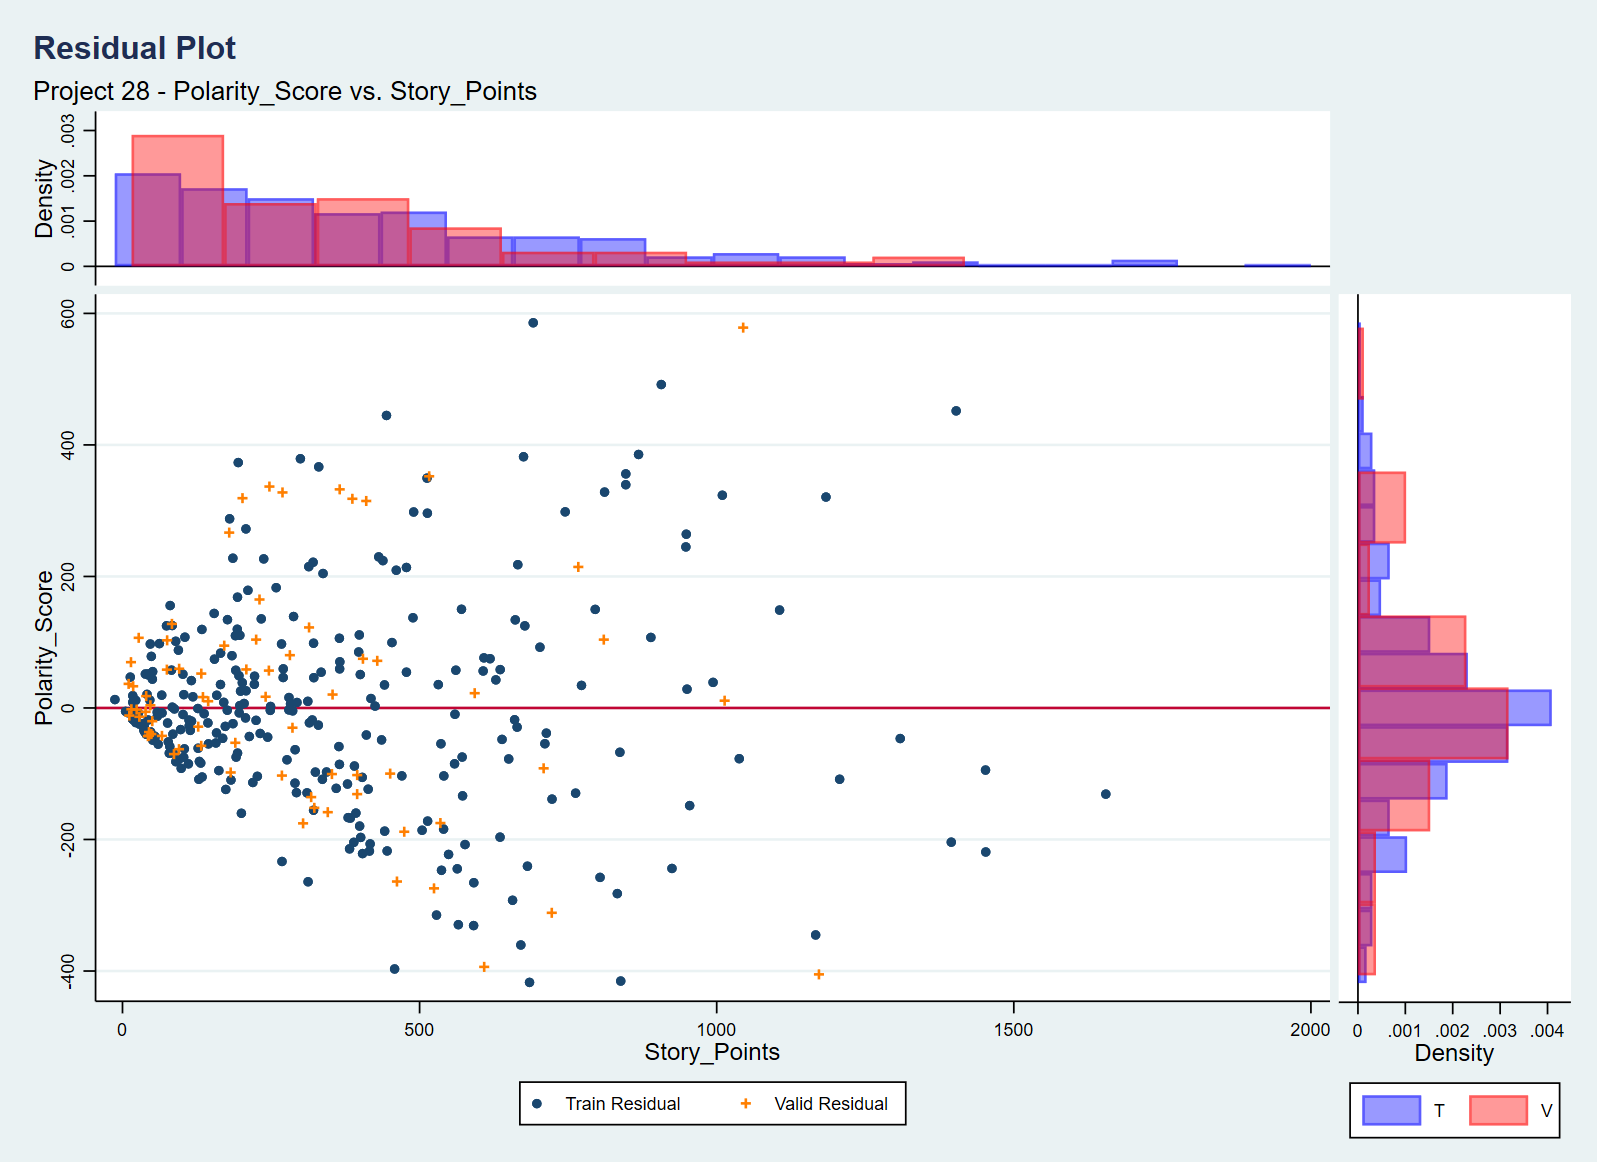 Residual Plot
Project 28 - Polarity_Score vs. Story_Points
Density
0 .001 .002 .003
Polarity_Score
-400 -200 0 200 400 600
0 500 1000 1500 2000
Story_Points
0 .001 .002 .003 .004
Density
Train Residual Valid Residual
T V